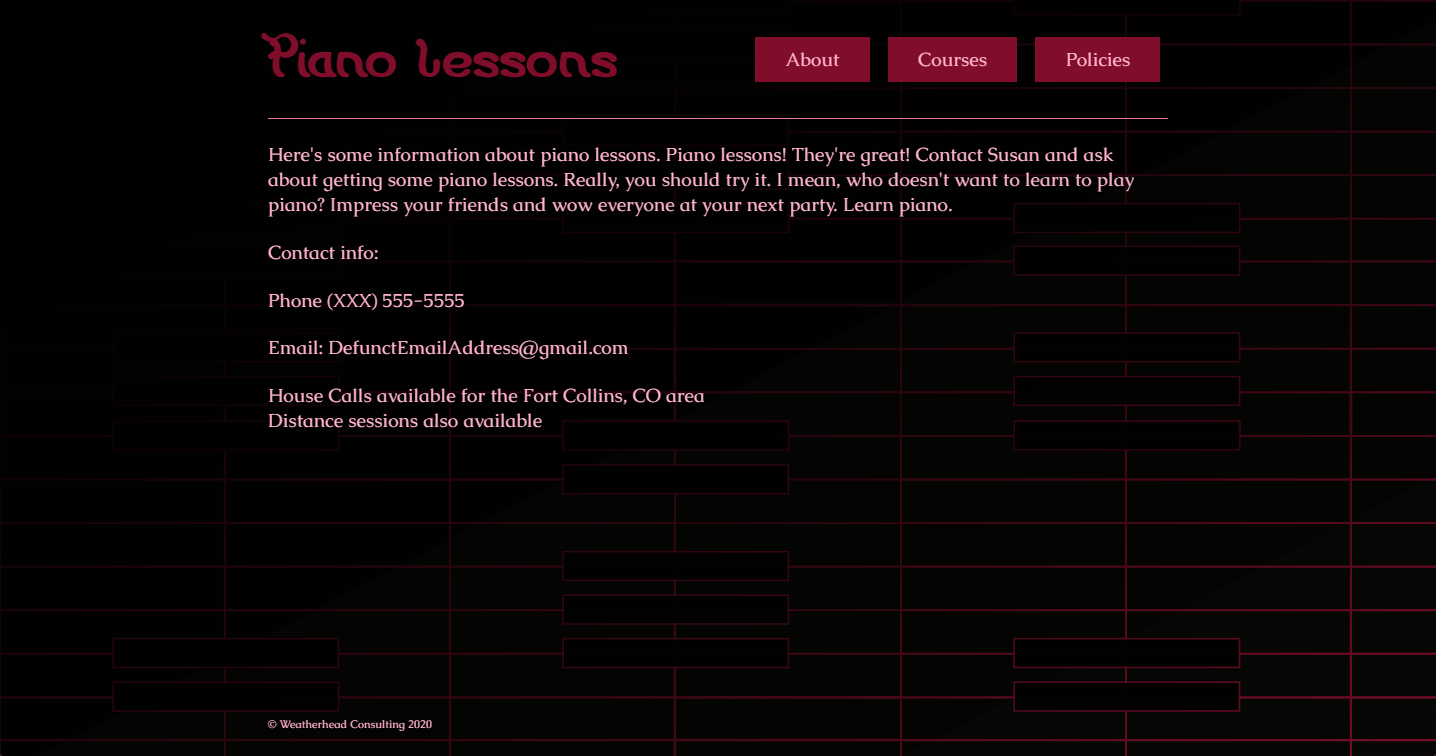 Piano Lessons
About
Courses
Policies
Here's some information about piano lessons. Piano lessons! They're great! Contact Susan and ask
about getting some piano lessons. Really, you should try it. I mean, who doesn't want to learn to play
piano? Impress your friends and wow everyone at your next party. Learn piano.
Contact info:
Phone (XXX) 555-5555
Email: DefunctEmailAddress@gmail.com
House Calls available for the Fort Collins, CO area
Distance sessions also available
© Weatherhead Consulting 2020